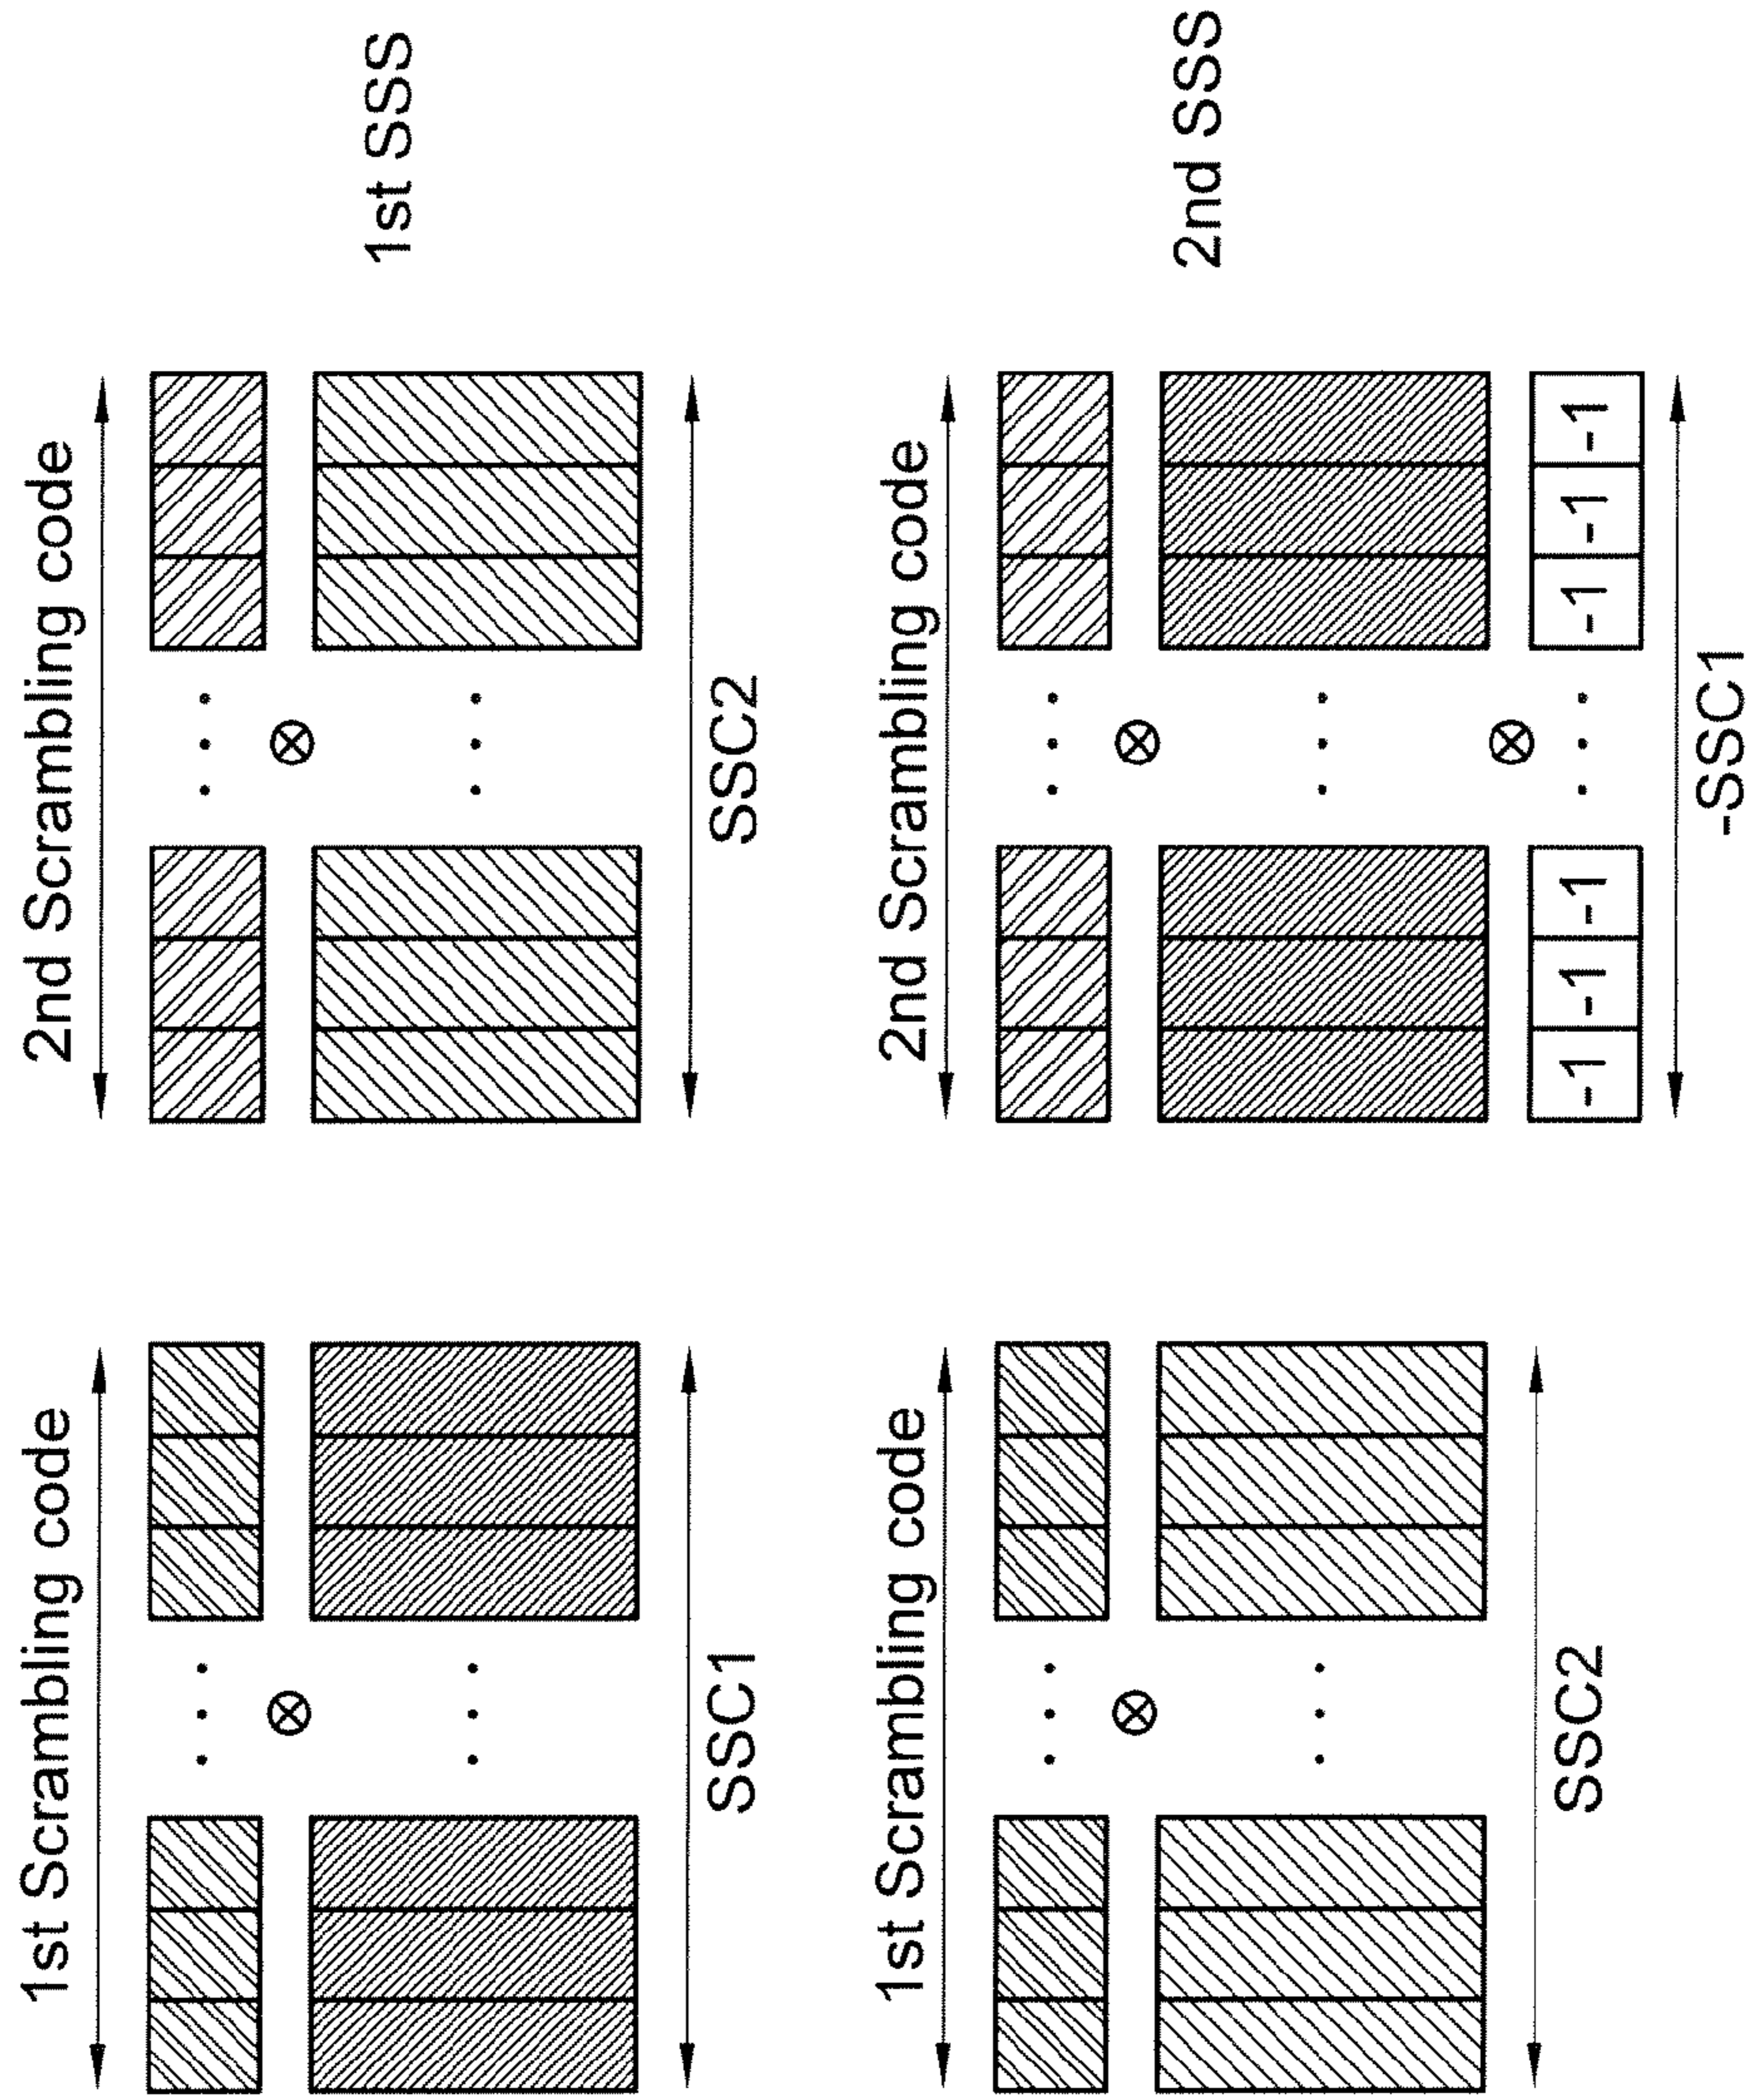 1st Scrambling code
2nd Scrambling code
SSC1
SSC2
1st SSS
1st Scrambling code
2nd Scrambling code
SSC2
-1 -1 -1 -1 -1 -1
-SSC1
2nd SSS